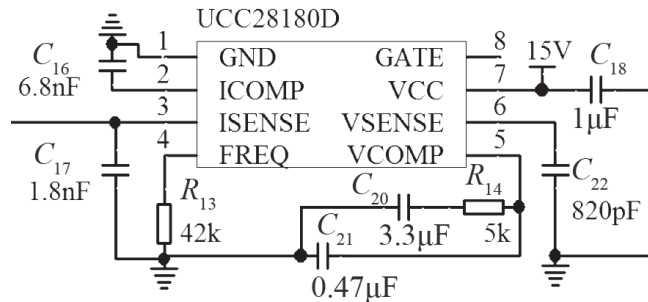 UCC28180D
1 GND GATE 8
C16 15V C18
6.8nF 2 ICOMP VCC 7
1μF
3 ISENSE VSENSE 6
4 FREQ VCOMP 5
C17
1.8nF
R13 C20 R14 C22
42k 3.3μF 5k 820pF
C21
0.47μF